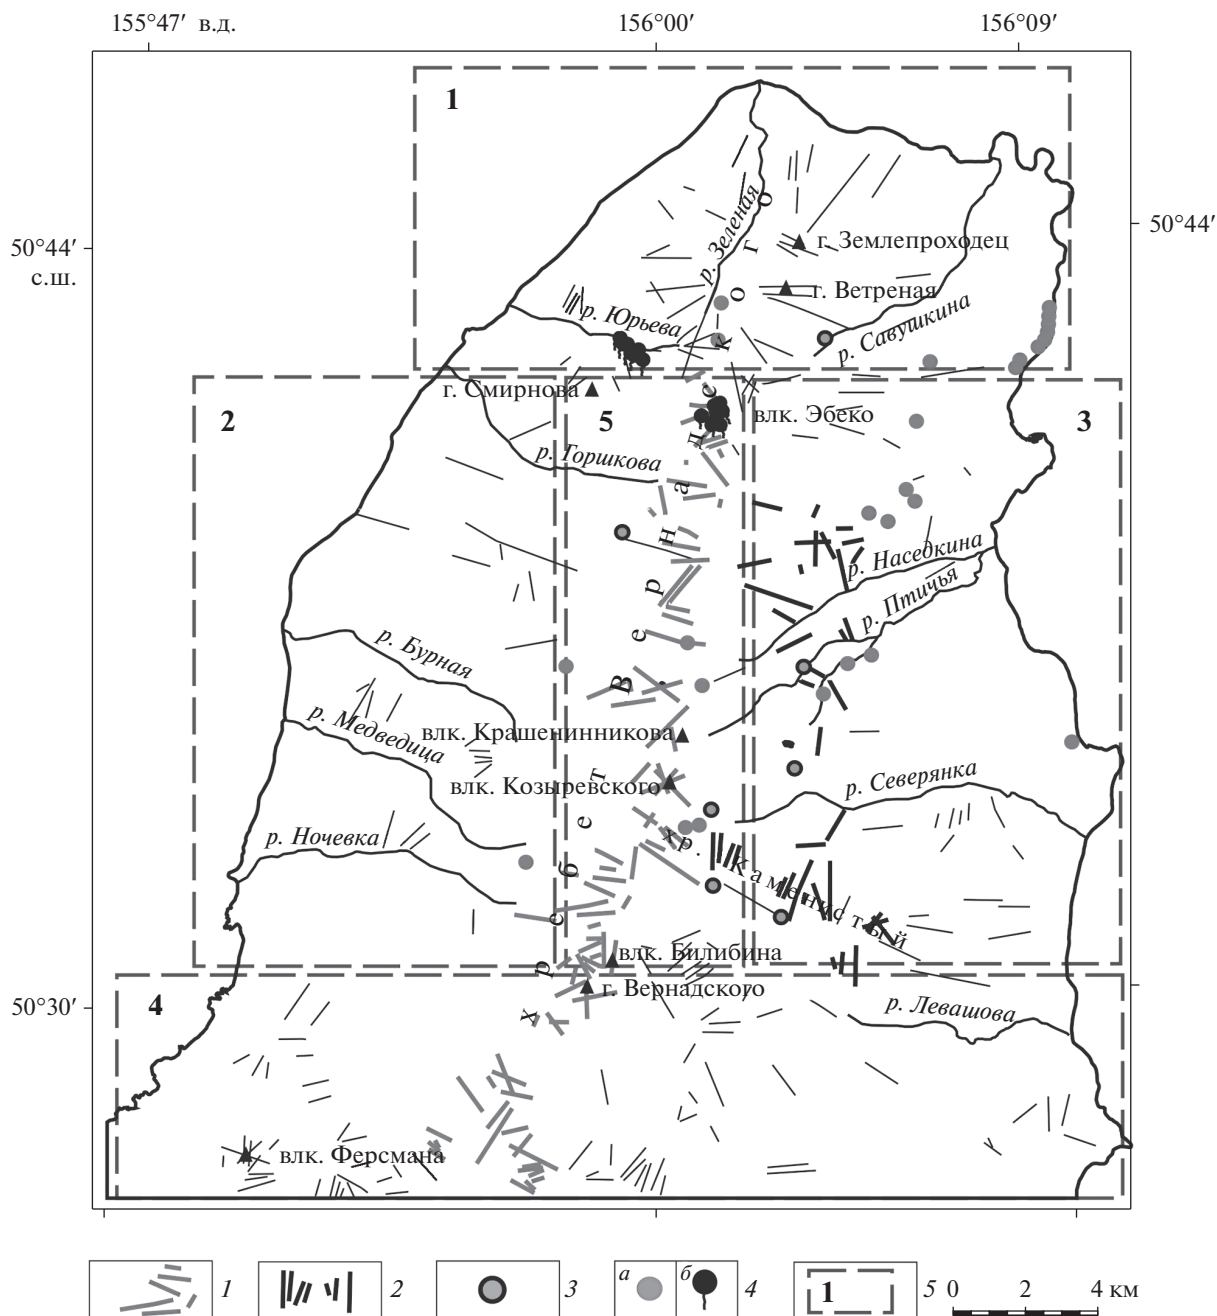 155°47′ в.д.
156°00′
156°09′
50°44′
с.ш.
50°44′
1
р. Зеленая
г. Землепроходец
г. Ветреная
р. Юрьева
р. Савушкина
2
г. Смирнова
5
влк. Эбеко
3
р. Горшкова
р. Наседкина
р. Птичья
р. Бурная
р. Медведица
влк. Крашенинникова
влк. Козыревского
р. Северянка
р. Ночевка
хр. Каменистый
хребет Вернадского
влк. Билибина
г. Вернадского
50°30′
4
р. Левашова
влк. Ферсмана
1
2
3
а
б
4
1
5
0 2 4 км